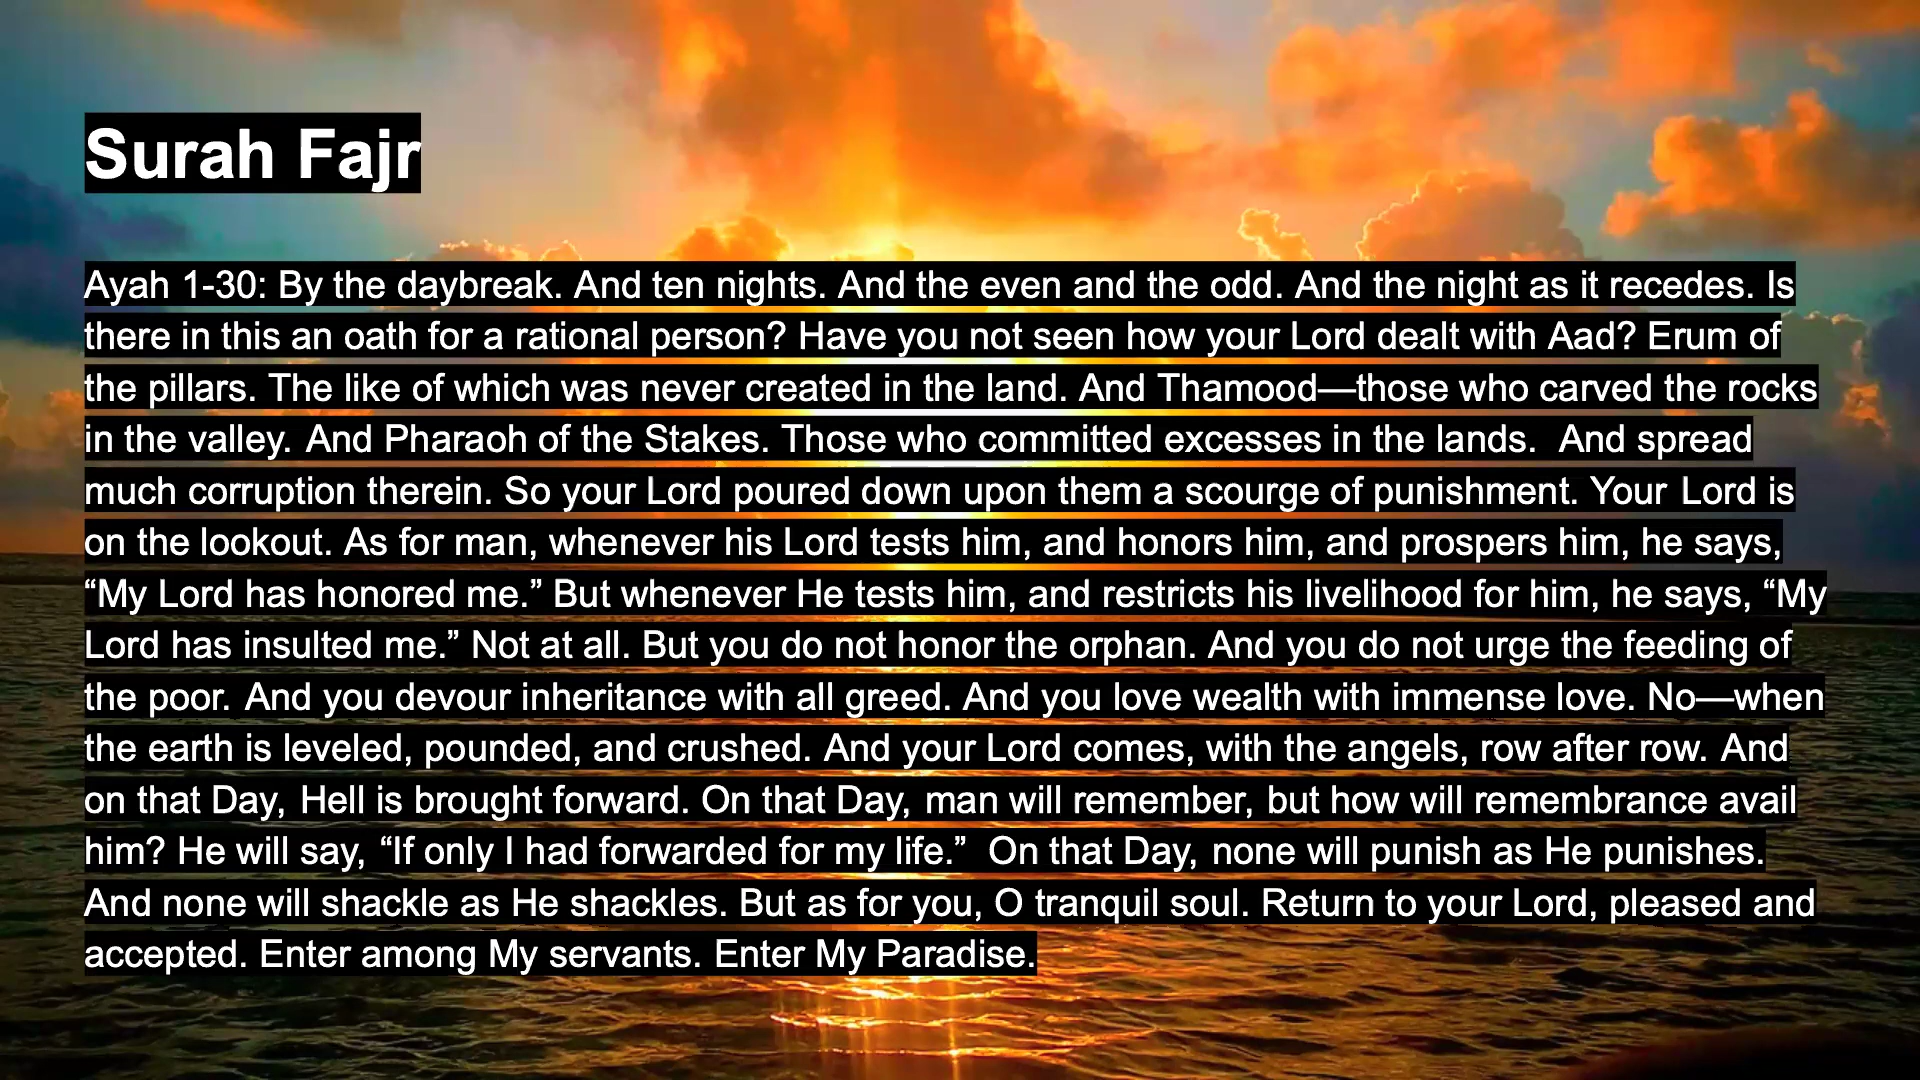 Surah Fajr
Ayah 1-30: By the daybreak. And ten nights. And the even and the odd. And the night as it recedes. Is
there in this an oath for a rational person? Have you not seen how your Lord dealt with Aad? Erum of
the pillars. The like of which was never created in the land. And Thamood—those who carved the rocks
in the valley. And Pharaoh of the Stakes. Those who committed excesses in the lands.  And spread
much corruption therein. So your Lord poured down upon them a scourge of punishment. Your Lord is
on the lookout. As for man, whenever his Lord tests him, and honors him, and prospers him, he says,
“My Lord has honored me.” But whenever He tests him, and restricts his livelihood for him, he says, “My
Lord has insulted me.” Not at all. But you do not honor the orphan. And you do not urge the feeding of
the poor. And you devour inheritance with all greed. And you love wealth with immense love. No—when
the earth is leveled, pounded, and crushed. And your Lord comes, with the angels, row after row. And
on that Day, Hell is brought forward. On that Day, man will remember, but how will remembrance avail
him? He will say, “If only I had forwarded for my life.”  On that Day, none will punish as He punishes.
And none will shackle as He shackles. But as for you, O tranquil soul. Return to your Lord, pleased and
accepted. Enter among My servants. Enter My Paradise.